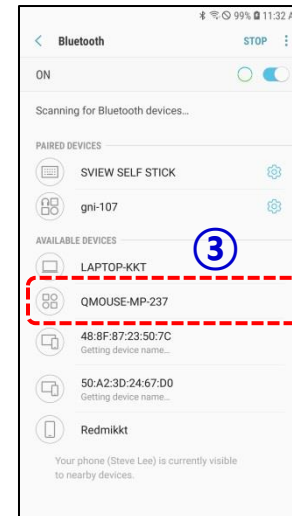 99% 11:32 A
Bluetooth STOP
ON
Scanning for Bluetooth devices...
PAIRED DEVICES
SVIEW SELF STICK
gni-107
AVAILABLE DEVICES
③
LAPTOP-KKT
QMOUSE-MP-237
48:8F:87:23:50:7C
Getting device name...
50:A2:3D:24:67:D0
Getting device name...
Redmikkt
Your phone (Steve Lee) is currently visible
to nearby devices.